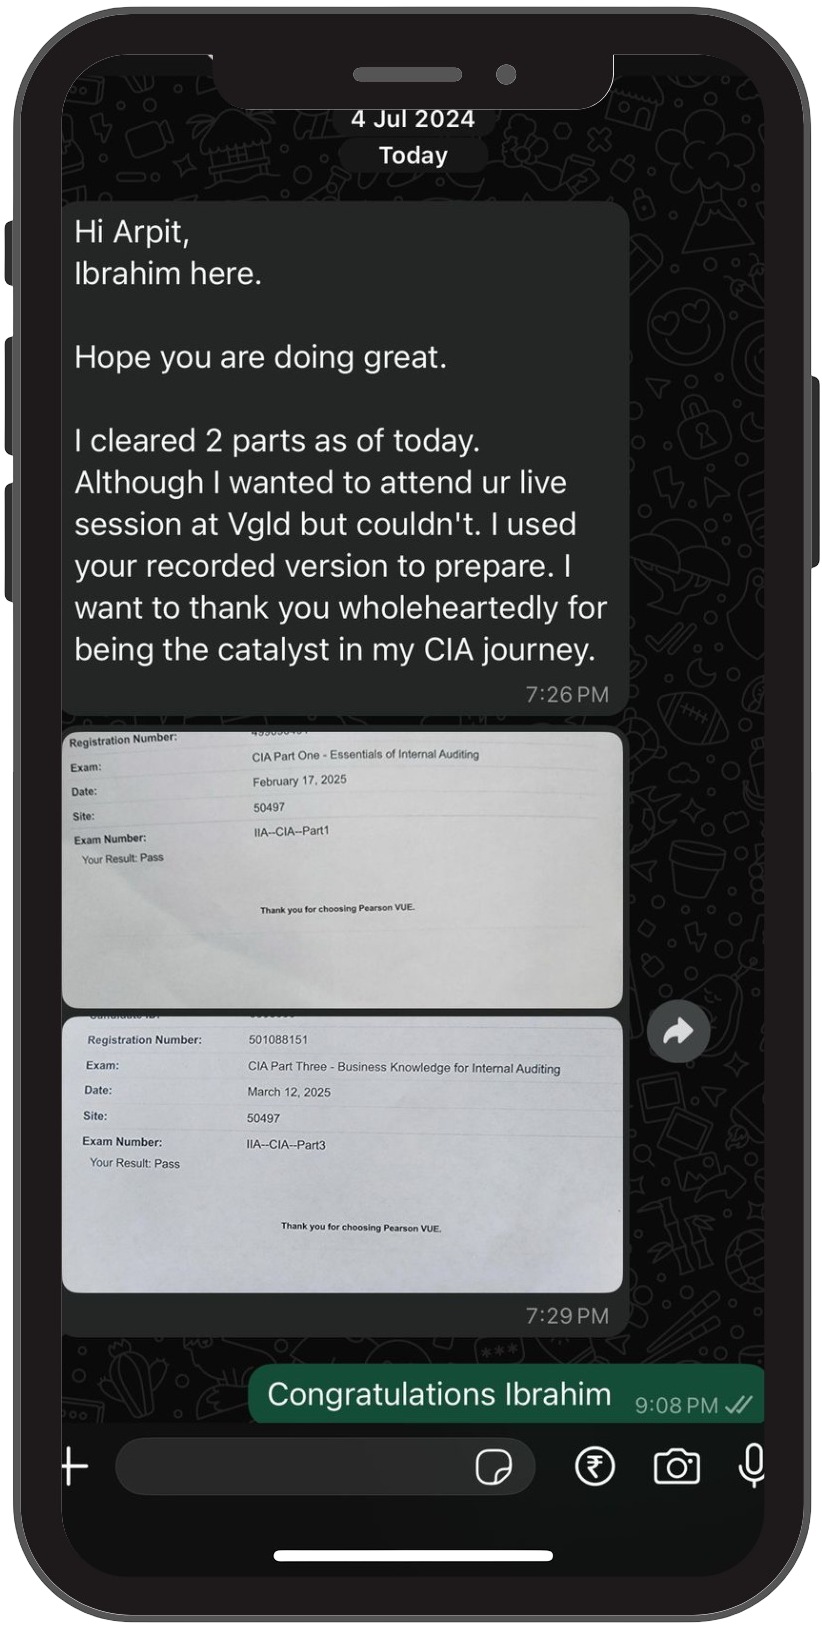 4 Jul 2024
Today
Hi Arpit,
Ibrahim here.
Hope you are doing great.
I cleared 2 parts as of today.
Although I wanted to attend ur live
session at Vgld but couldn't. I used
your recorded version to prepare. I
want to thank you wholeheartedly for
being the catalyst in my CIA journey.
7:26 PM
Registration Number:
Exam: CIA Part One - Essentials of Internal Auditing
Date: February 17, 2025
Site: 50497
Exam Number: IIA--CIA--Part1
Your Result: Pass
Thank you for choosing Pearson VUE.
Registration Number: 501088151
Exam: CIA Part Three - Business Knowledge for Internal Auditing
Date: March 12, 2025
Site: 50497
Exam Number: IIA--CIA--Part3
Your Result: Pass
Thank you for choosing Pearson VUE.
7:29 PM
Congratulations Ibrahim 9:08 PM